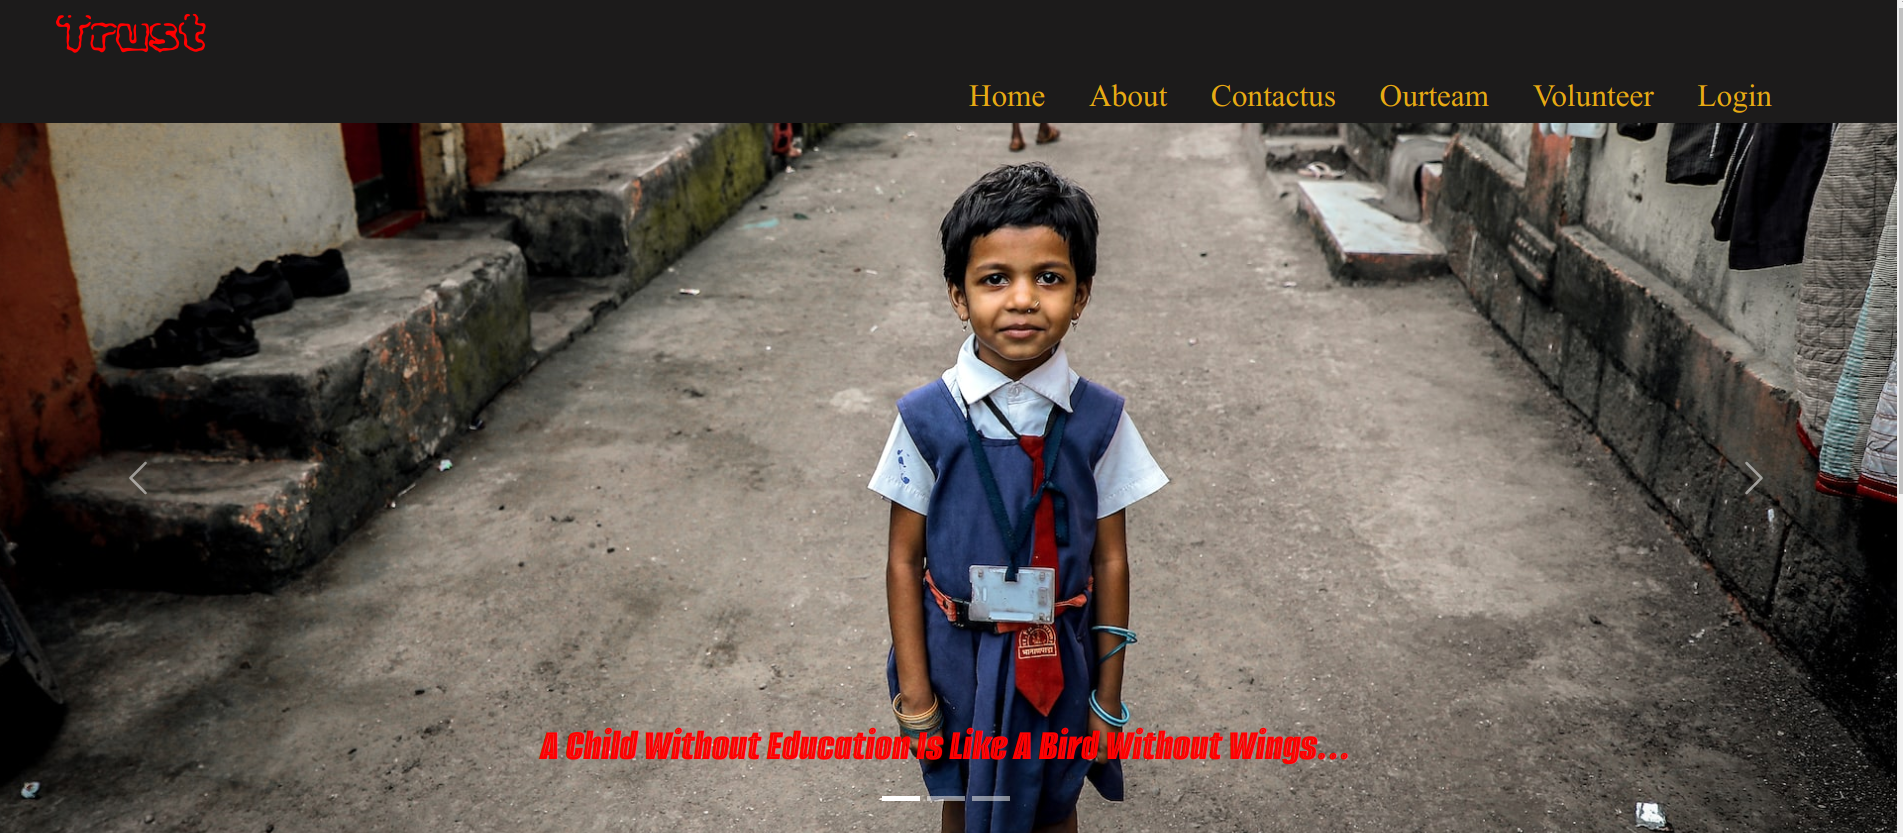 Trust
Home About Contactus Ourteam Volunteer Login
A Child Without Education Is Like A Bird Without Wings...